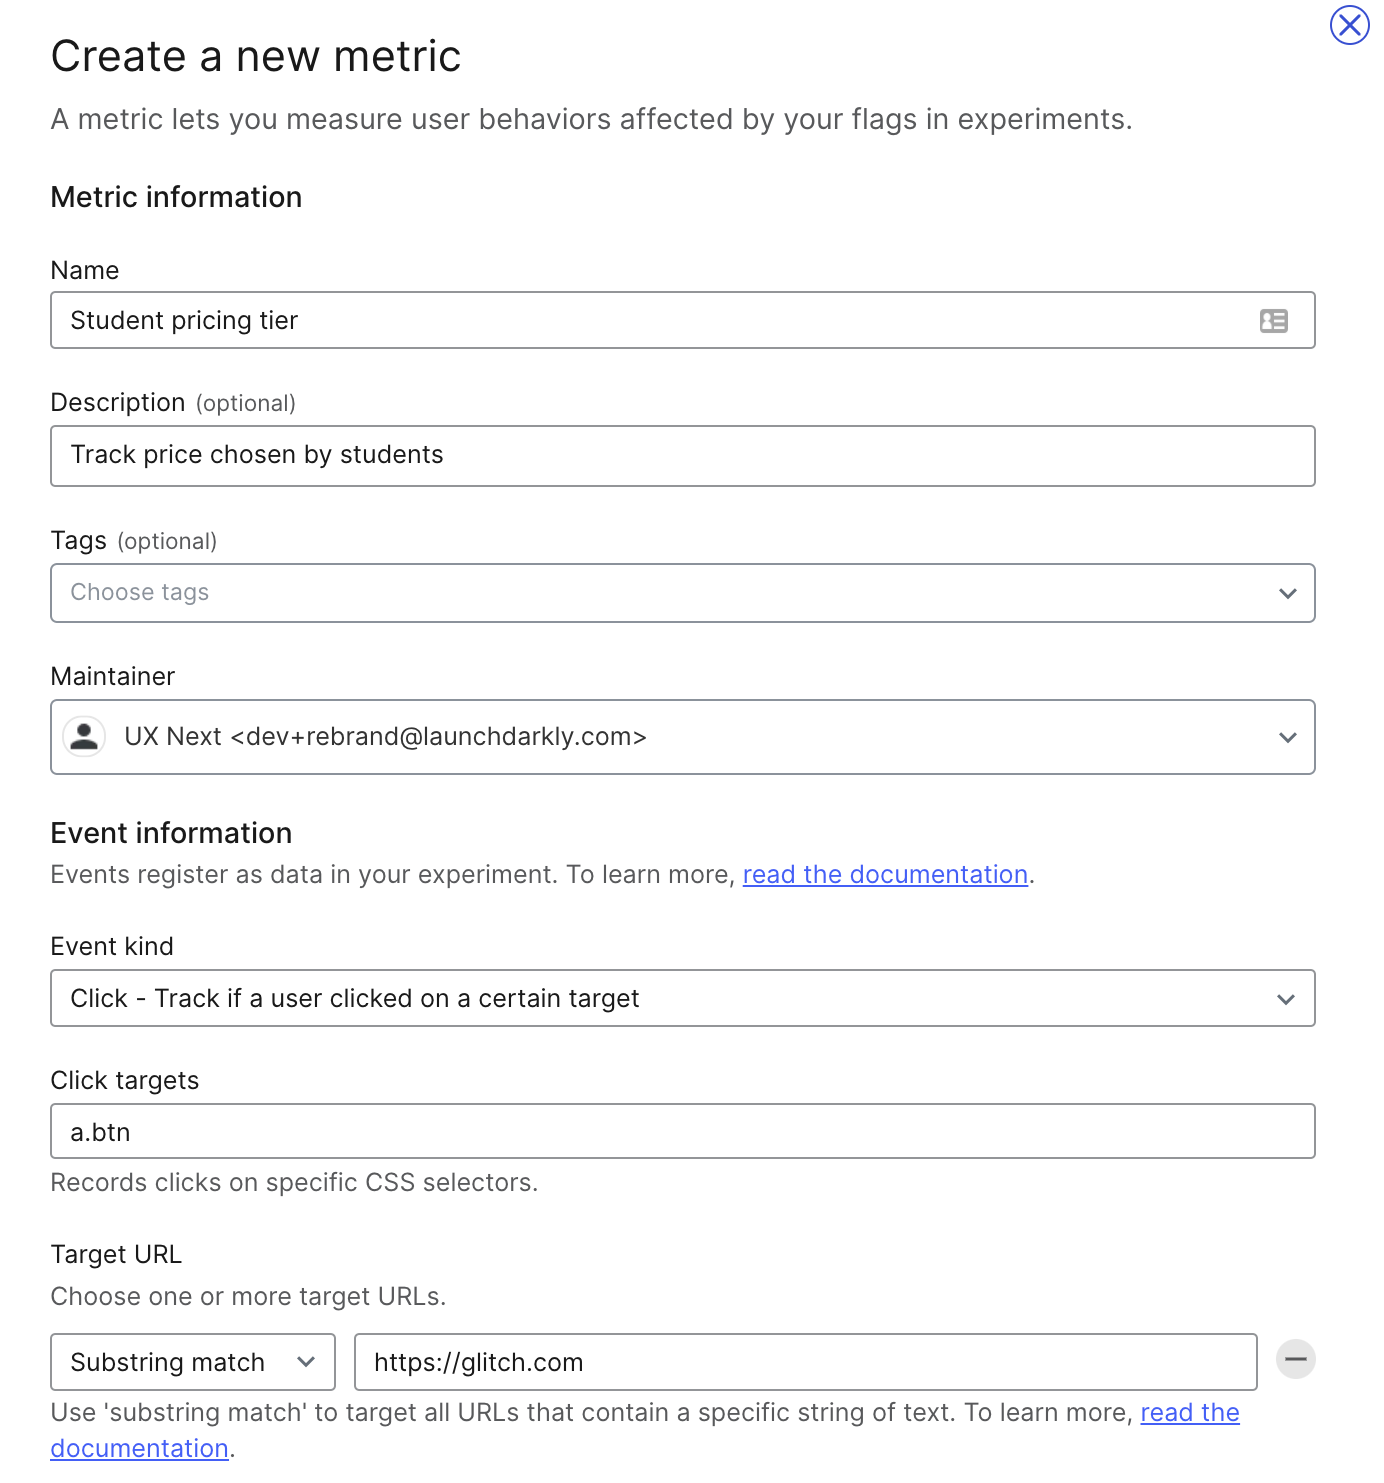 Create a new metric
A metric lets you measure user behaviors affected by your flags in experiments.
Metric information
Name
Student pricing tier
Description (optional)
Track price chosen by students
Tags (optional)
Choose tags
Maintainer
UX Next <dev+rebrand@launchdarkly.com>
Event information
Events register as data in your experiment. To learn more, read the documentation.
Event kind
Click - Track if a user clicked on a certain target
Click targets
a.btn
Records clicks on specific CSS selectors.
Target URL
Choose one or more target URLs.
Substring match https://glitch.com
Use 'substring match' to target all URLs that contain a specific string of text. To learn more, read the
documentation.